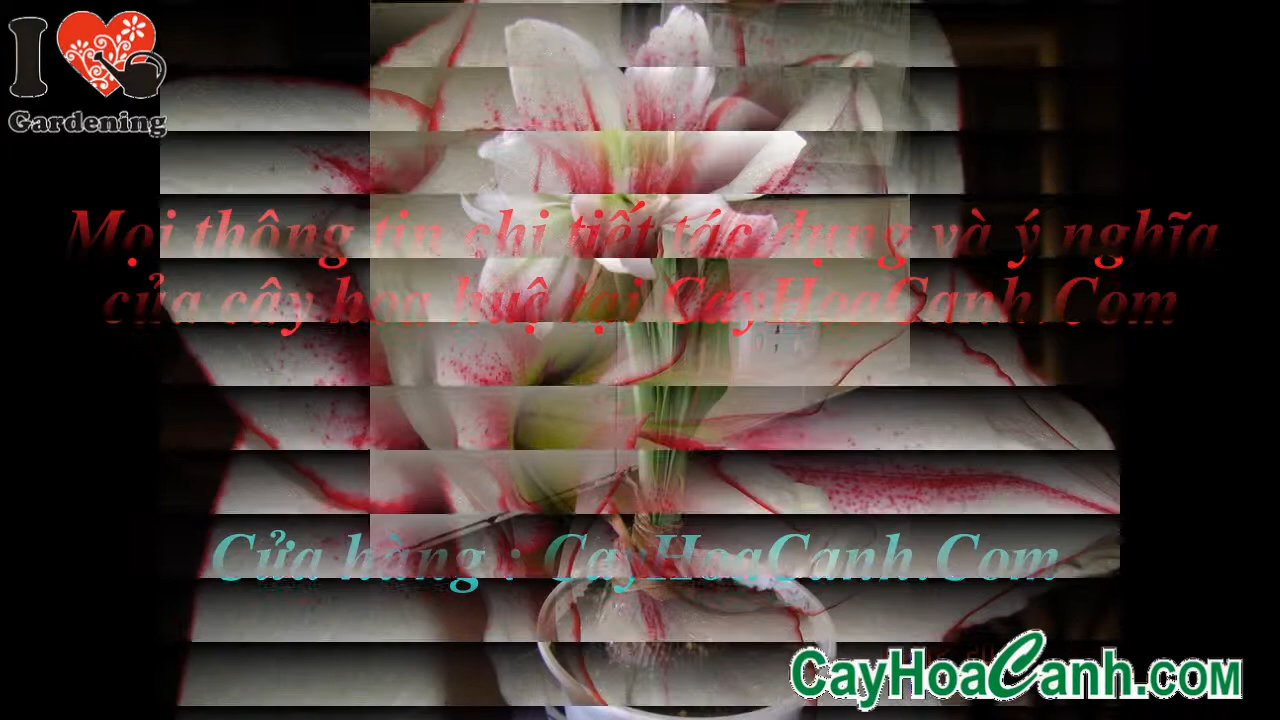 I
Gardening
Mọi thông tin chi tiết tác dụng và ý nghĩa
của cây hoa huệ tại CayHoaCanh.Com
Cửa hàng : CayHoaCanh.Com
CayHoaCanh.com